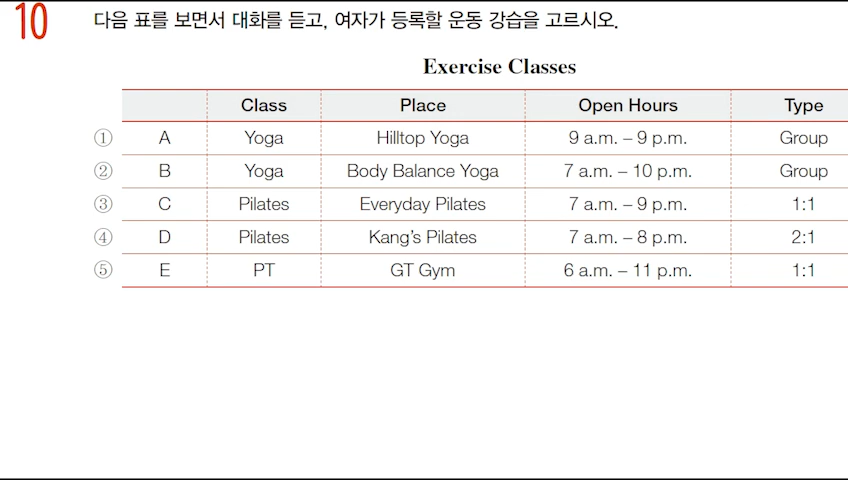 10 다음 표를 보면서 대화를 듣고, 여자가 등록할 운동 강습을 고르시오.
Exercise Classes
Class Place Open Hours Type
① A Yoga Hilltop Yoga 9 a.m. – 9 p.m. Group
② B Yoga Body Balance Yoga 7 a.m. – 10 p.m. Group
③ C Pilates Everyday Pilates 7 a.m. – 9 p.m. 1:1
④ D Pilates Kang's Pilates 7 a.m. – 8 p.m. 2:1
⑤ E PT GT Gym 6 a.m. – 11 p.m. 1:1